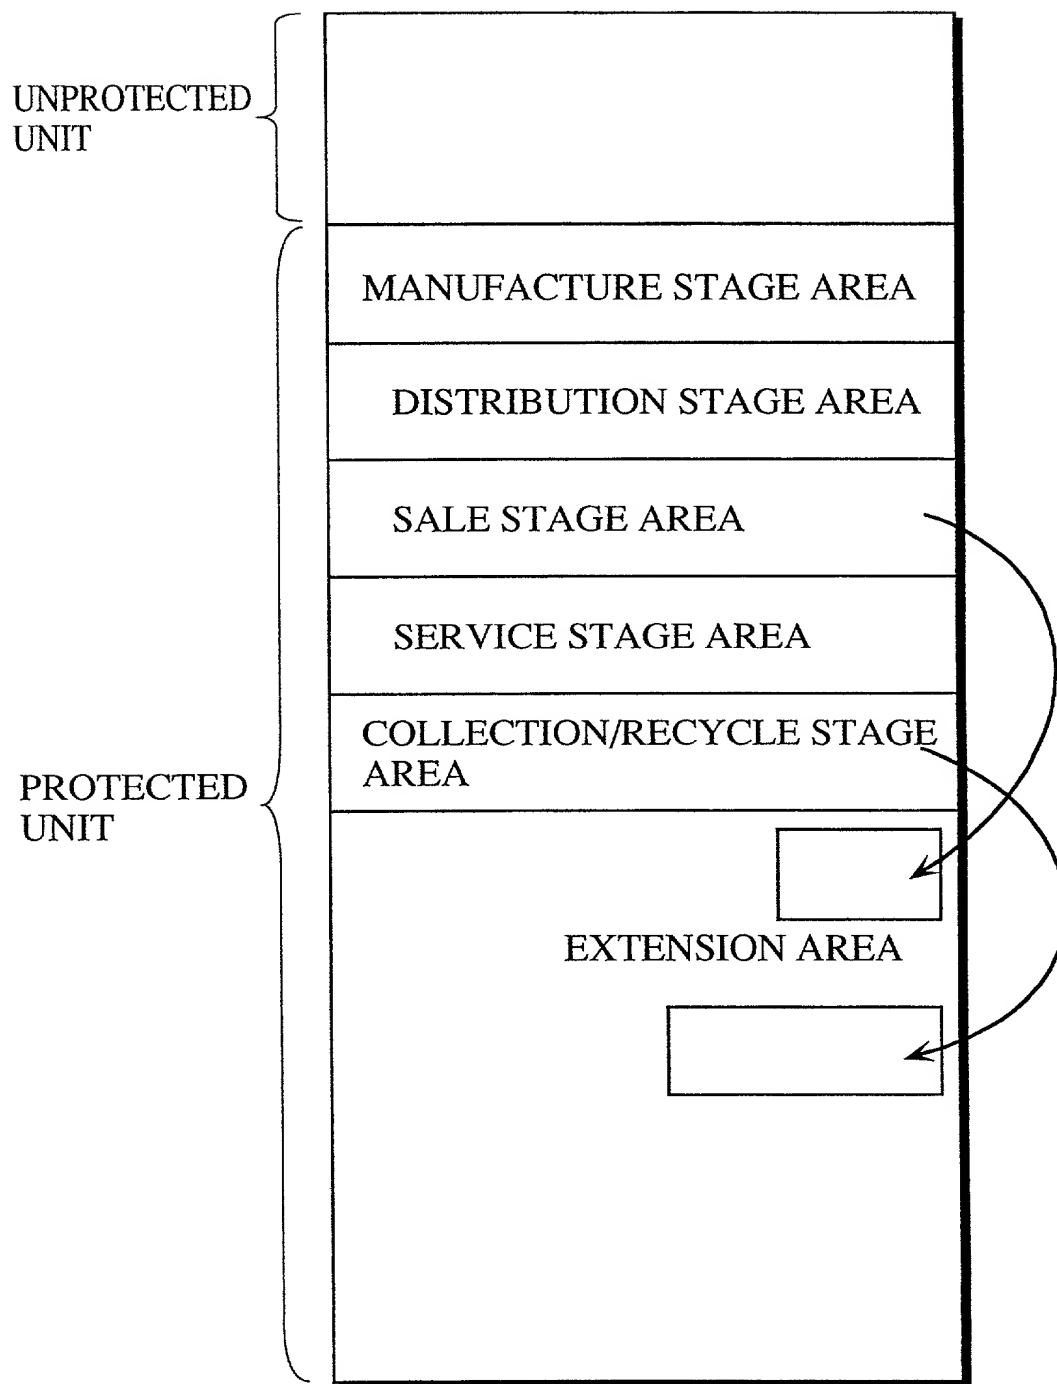 UNPROTECTED
UNIT
MANUFACTURE STAGE AREA
DISTRIBUTION STAGE AREA
SALE STAGE AREA
SERVICE STAGE AREA
COLLECTION/RECYCLE STAGE
AREA
PROTECTED
UNIT
EXTENSION AREA